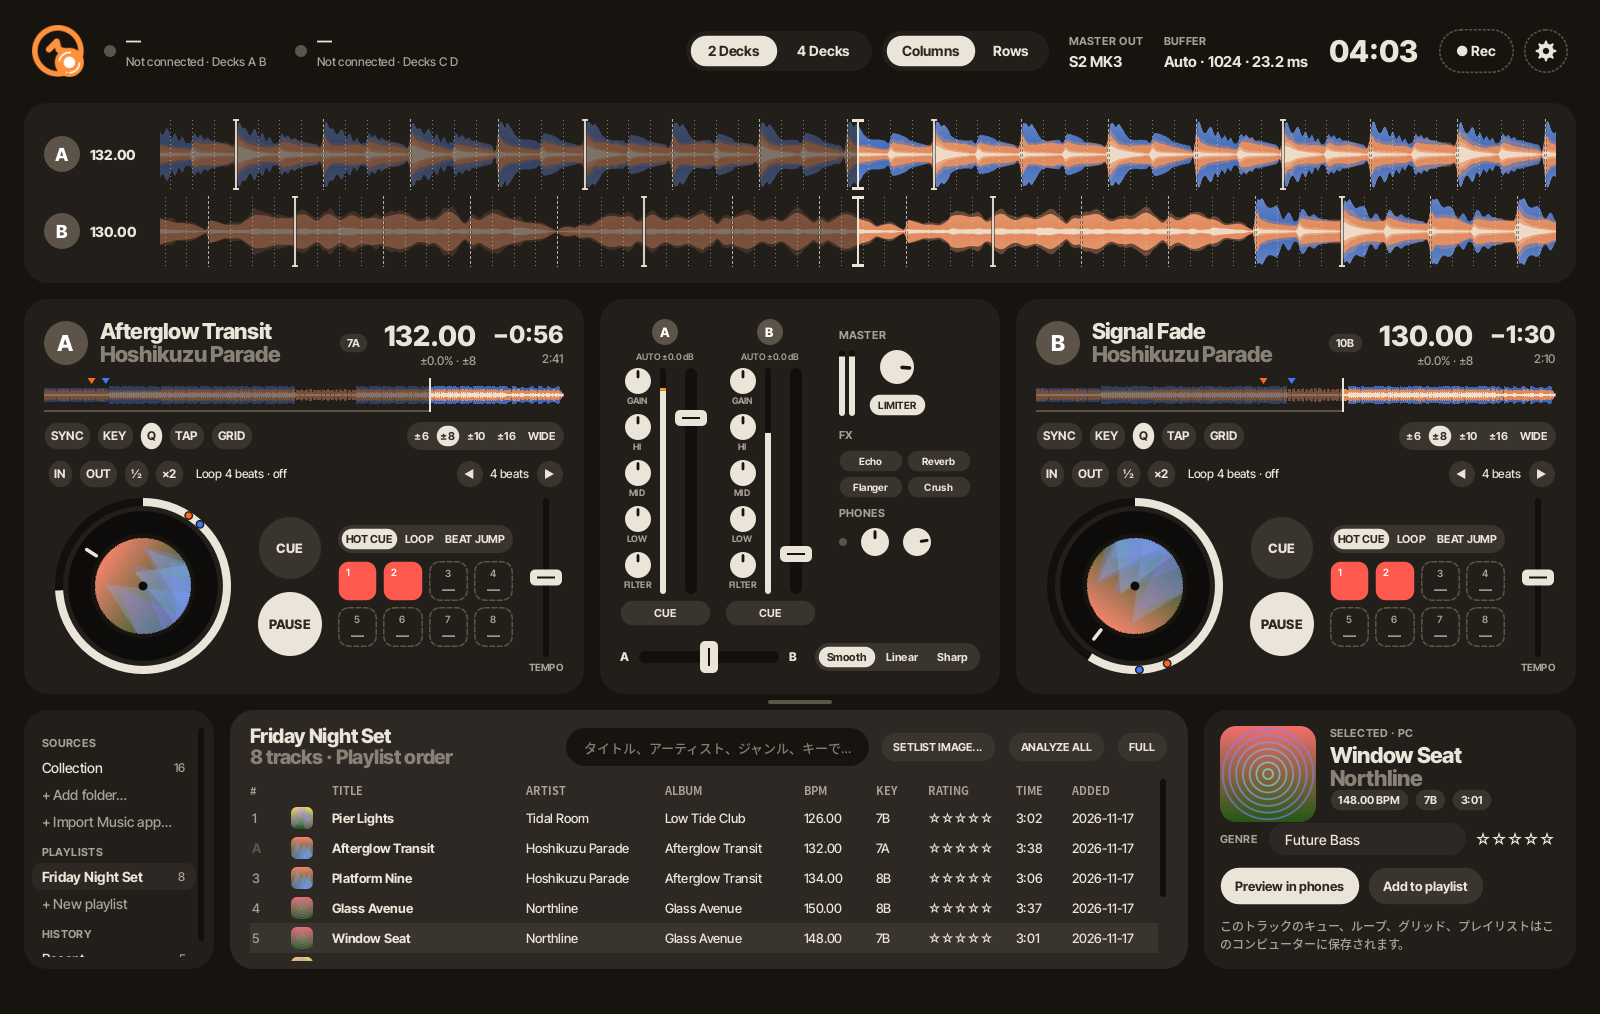 —
Not connected · Decks A B
—
Not connected · Decks C D
2 Decks 4 Decks
Columns Rows
MASTER OUT
S2 MK3
BUFFER
Auto · 1024 · 23.2 ms
04:03
Rec
A 132.00
B 130.00
A
Afterglow Transit
Hoshikuzu Parade
7A
132.00
±0.0% · ±8
−0:56
2:41
SYNC KEY Q TAP GRID
±6 ±8 ±10 ±16 WIDE
IN OUT ½ ×2 Loop 4 beats · off
◀ 4 beats ▶
CUE
PAUSE
HOT CUE LOOP BEAT JUMP
1 2 3 4
— —
5 6 7 8
— — — —
TEMPO
A B
AUTO ±0.0 dB AUTO ±0.0 dB
GAIN GAIN
HI HI
MID MID
LOW LOW
FILTER FILTER
CUE CUE
MASTER
LIMITER
FX
Echo Reverb
Flanger Crush
PHONES
A B
Smooth Linear Sharp
B
Signal Fade
Hoshikuzu Parade
10B
130.00
±0.0% · ±8
−1:30
2:10
SYNC KEY Q TAP GRID
±6 ±8 ±10 ±16 WIDE
IN OUT ½ ×2 Loop 4 beats · off
◀ 4 beats ▶
CUE
PAUSE
HOT CUE LOOP BEAT JUMP
1 2 3 4
— —
5 6 7 8
— — — —
TEMPO
SOURCES
Collection 16
+ Add folder...
+ Import Music app...
PLAYLISTS
Friday Night Set 8
+ New playlist
HISTORY
Friday Night Set
8 tracks · Playlist order
タイトル、アーティスト、ジャンル、キーで...
SETLIST IMAGE... ANALYZE ALL FULL
# TITLE ARTIST ALBUM BPM KEY RATING TIME ADDED
1 Pier Lights Tidal Room Low Tide Club 126.00 7B ☆☆☆☆☆ 3:02 2026-11-17
A Afterglow Transit Hoshikuzu Parade Afterglow Transit 132.00 7A ☆☆☆☆☆ 3:38 2026-11-17
3 Platform Nine Hoshikuzu Parade Afterglow Transit 134.00 8B ☆☆☆☆☆ 3:06 2026-11-17
4 Glass Avenue Northline Glass Avenue 150.00 8B ☆☆☆☆☆ 3:37 2026-11-17
5 Window Seat Northline Glass Avenue 148.00 7B ☆☆☆☆☆ 3:01 2026-11-17
SELECTED · PC
Window Seat
Northline
148.00 BPM 7B 3:01
GENRE Future Bass ☆☆☆☆☆
Preview in phones Add to playlist
このトラックのキュー、ループ、グリッド、プレイリストはこ
のコンピューターに保存されます。